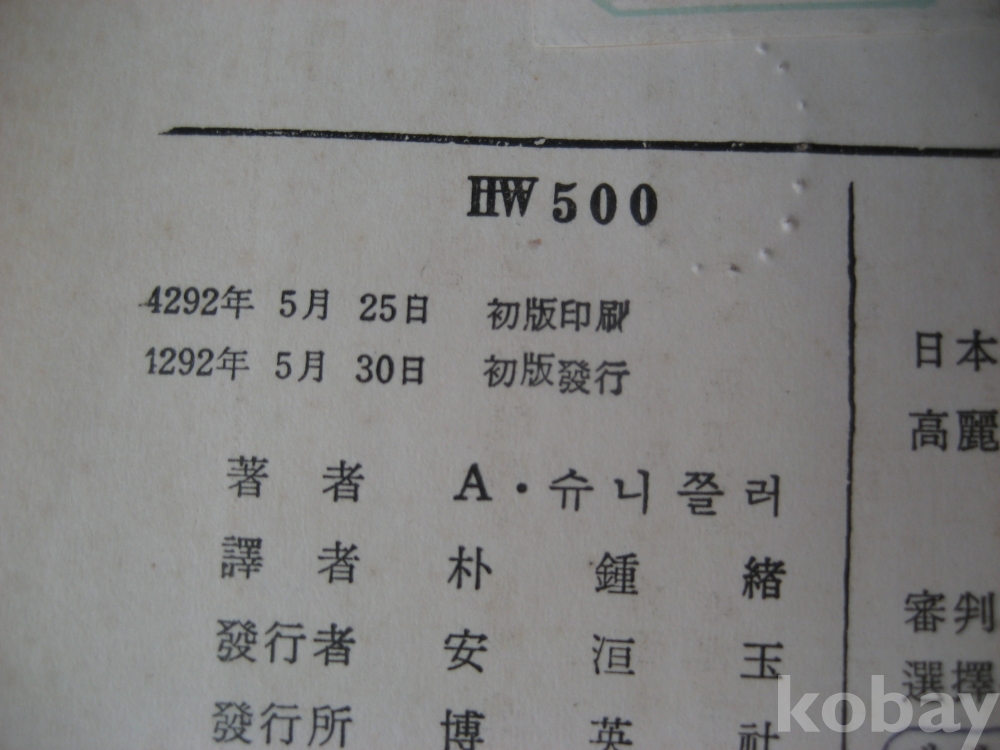 HW 500
4292年 5月 25日 初版印刷
1292年 5月 30日 初版發行
著者 A·슈니쯜러
譯者 朴鍾緖
發行者 安洹玉
發行所 博英社
日本
高麗
審判
選擇
kobay